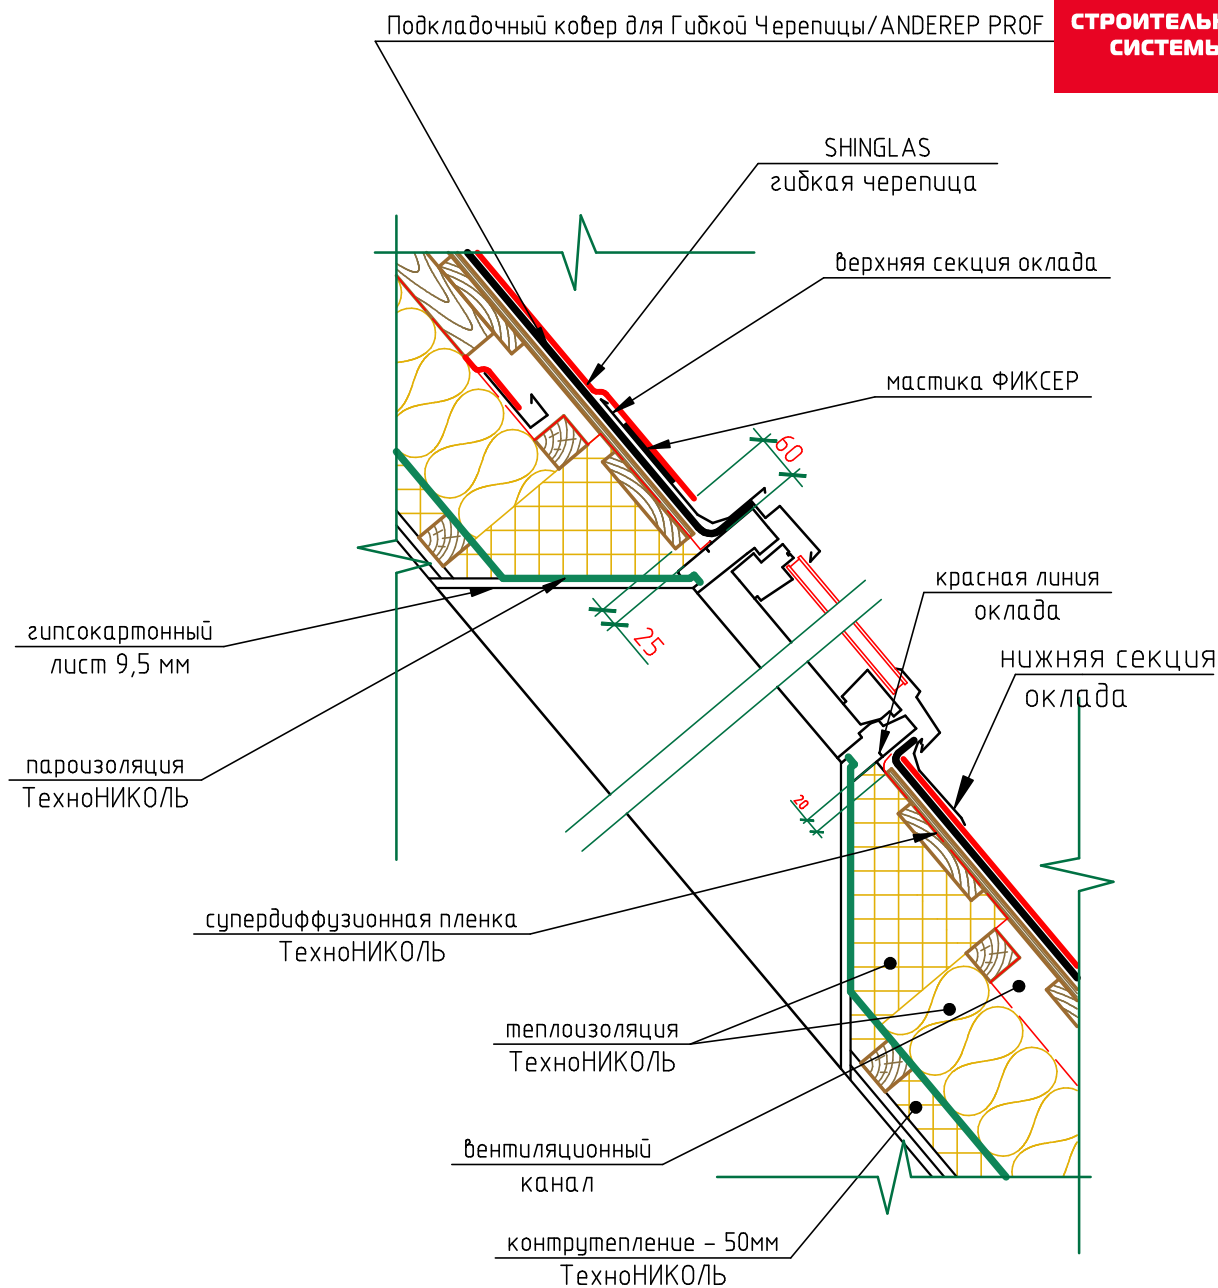 Подкладочный ковер для Гибкой Черепицы/ANDEREP PROF
СИСТЕМЫ
SHINGLAS
гибкая черепица
верхняя секция оклада
мастика ФИКСЕР
60
красная линия
оклада
25
гипсокартонный
лист 9,5 мм
нижняя секция
оклада
пароизоляция
ТехноНИКОЛЬ
20
супердиффузионная пленка
ТехноНИКОЛЬ
теплоизоляция
ТехноНИКОЛЬ
вентиляционный
канал
контрутепление - 50мм
ТехноНИКОЛЬ